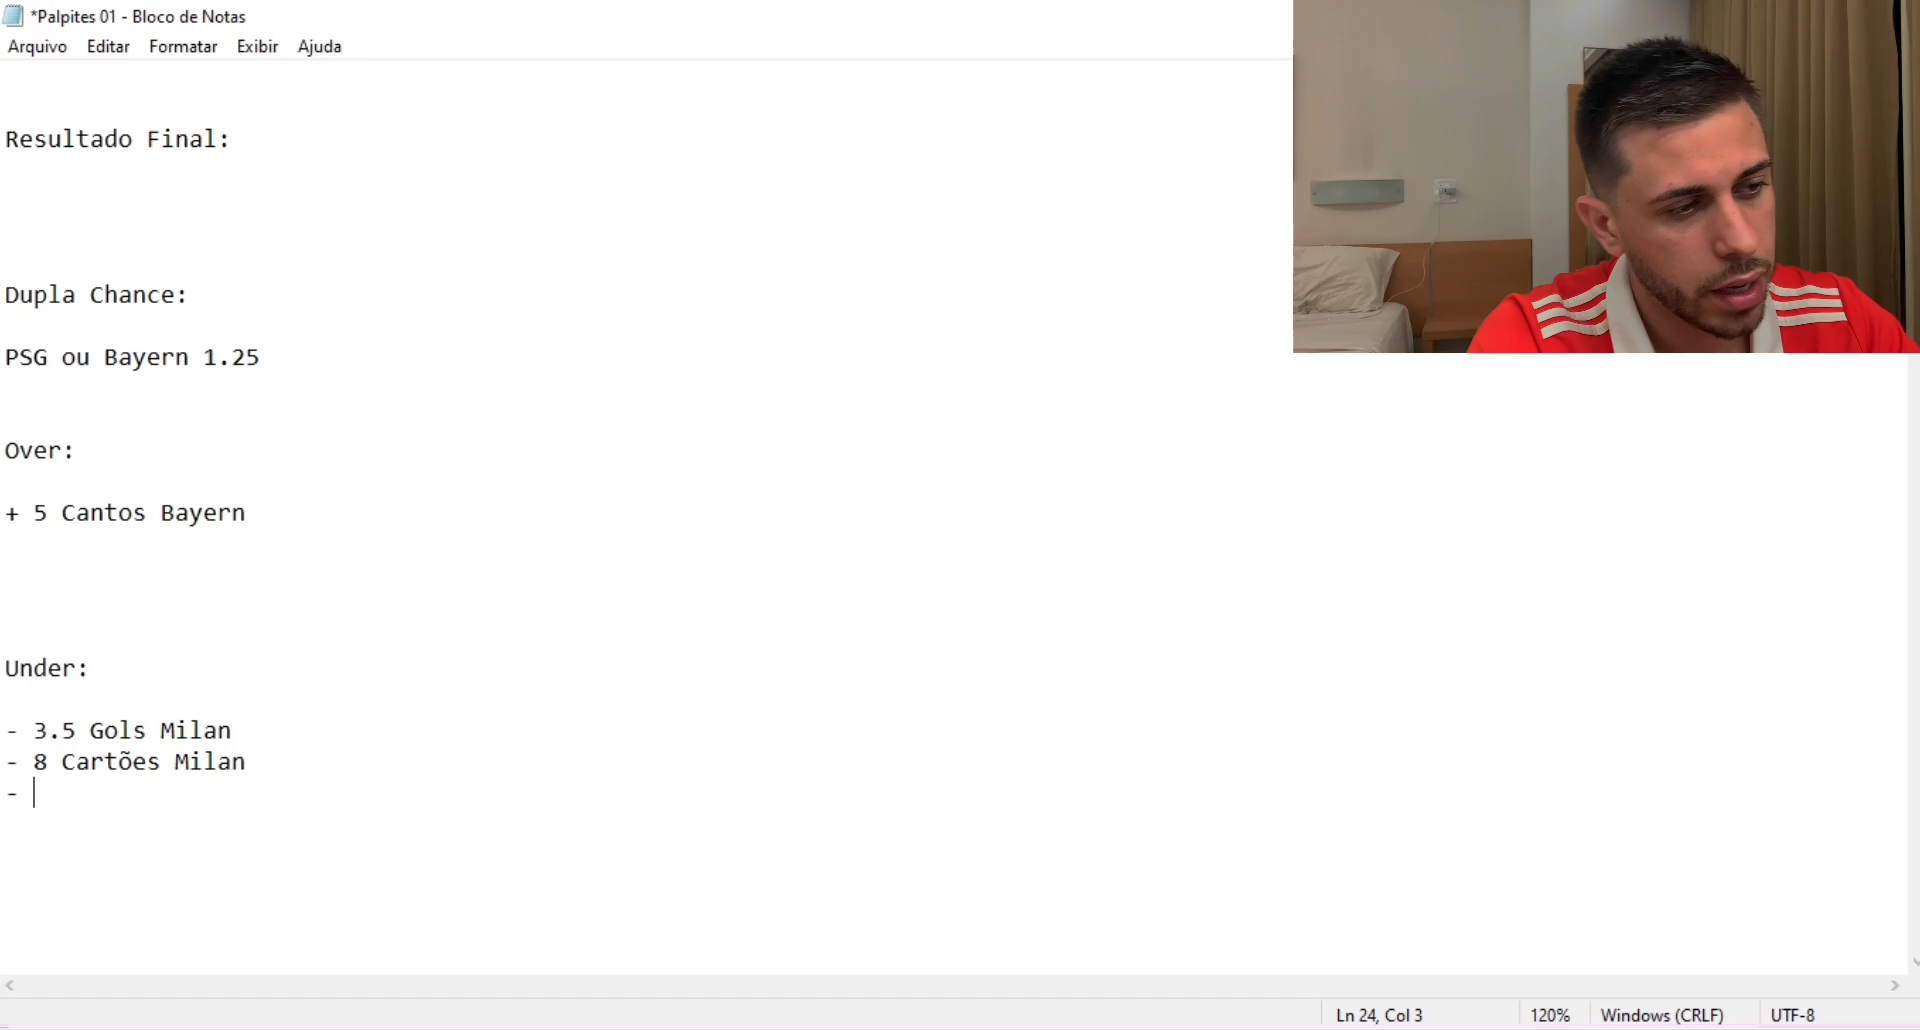 *Palpites 01 - Bloco de Notas
Arquivo Editar Formatar Exibir Ajuda
Resultado Final:
Dupla Chance:
PSG ou Bayern 1.25
Over:
+ 5 Cantos Bayern
Under:
- 3.5 Gols Milan
- 8 Cartões Milan
-
Ln 24, Col 3 120% Windows (CRLF) UTF-8